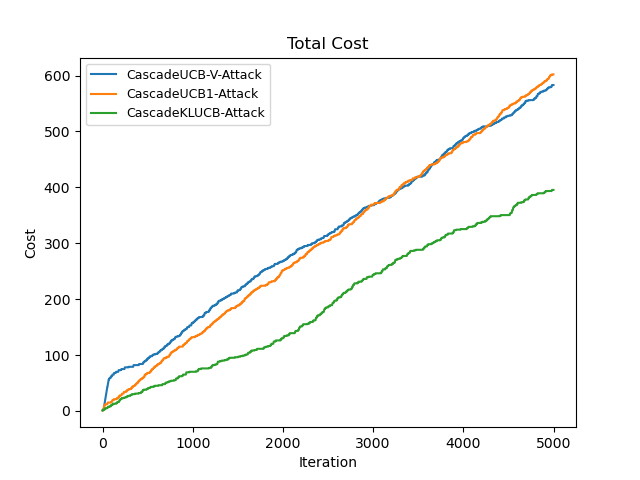 Total Cost
CascadeUCB-V-Attack
CascadeUCB1-Attack
CascadeKLUCB-Attack
600
500
400
300
200
100
0
Cost
0 1000 2000 3000 4000 5000
Iteration